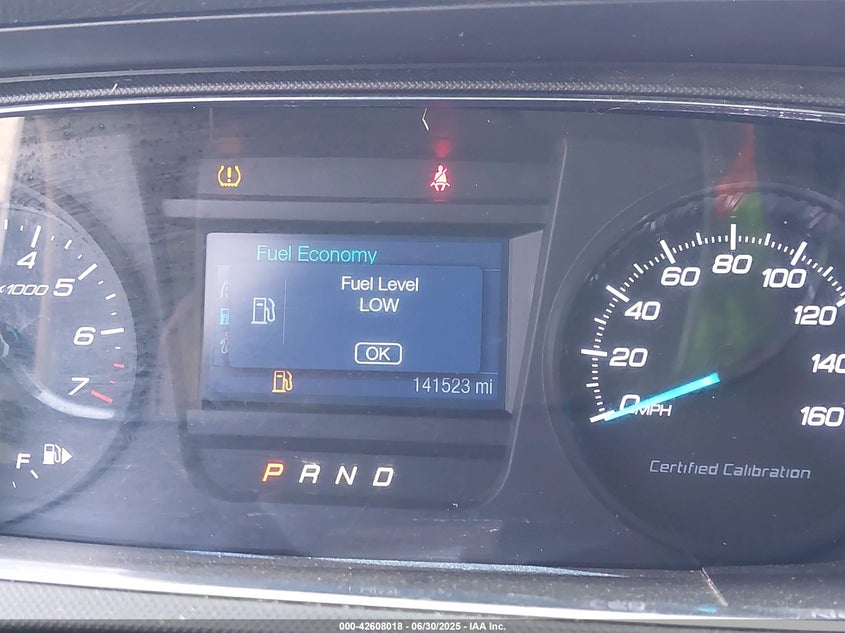 Fuel Economy
Fuel Level
LOW
OK
141523 mi
P R N D
x1000
4
5
6
7
F
0
20
40
60
80
100
120
140
160
MPH
Certified Calibration
000-42608018 - 06/30/2025 - IAA Inc.